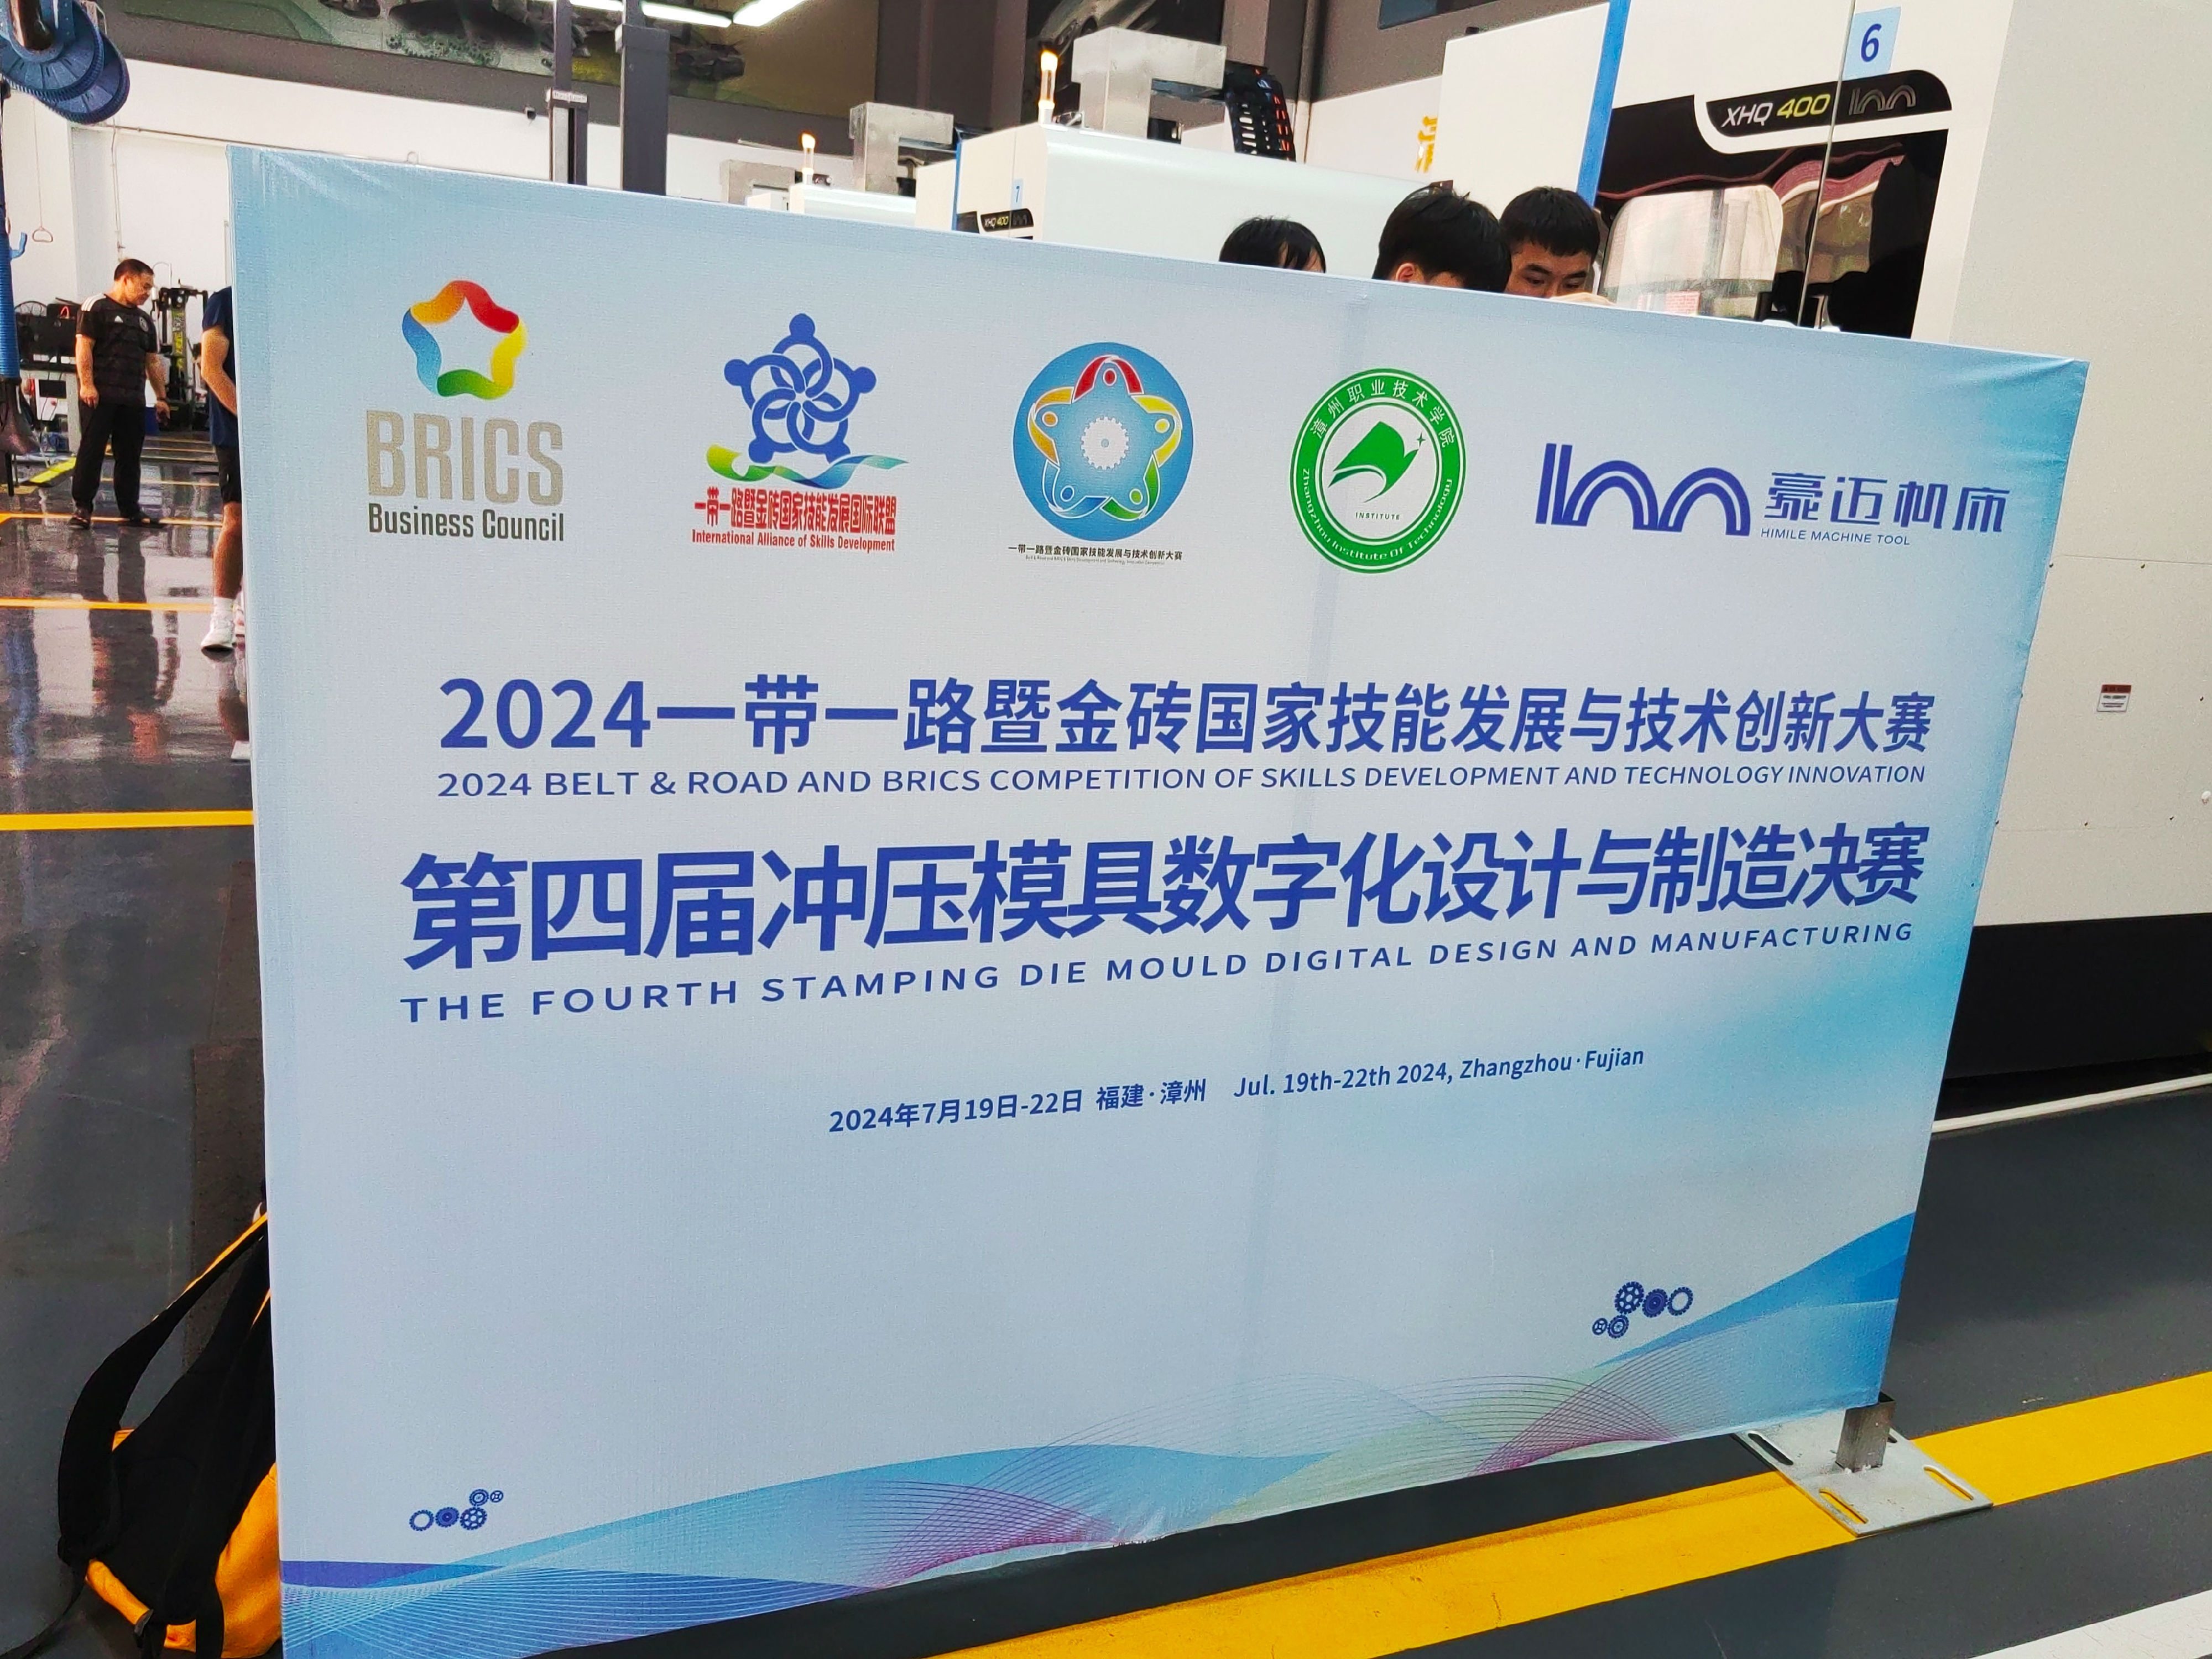 6
XHQ 400
7
XHQ 400
BRICS
Business Council
一带一路暨金砖国家技能发展国际联盟
International Alliance of Skills Development
一带一路暨金砖国家技能发展与技术创新大赛
漳州职业技术学院
INSTITUTE
Zhangzhou Institute Of Technology
豪迈机床
HIMILE MACHINE TOOL
2024一带一路暨金砖国家技能发展与技术创新大赛
2024 BELT & ROAD AND BRICS COMPETITION OF SKILLS DEVELOPMENT AND TECHNOLOGY INNOVATION
第四届冲压模具数字化设计与制造决赛
THE FOURTH STAMPING DIE MOULD DIGITAL DESIGN AND MANUFACTURING
2024年7月19日-22日 福建·漳州 Jul. 19th-22th 2024, Zhangzhou·Fujian